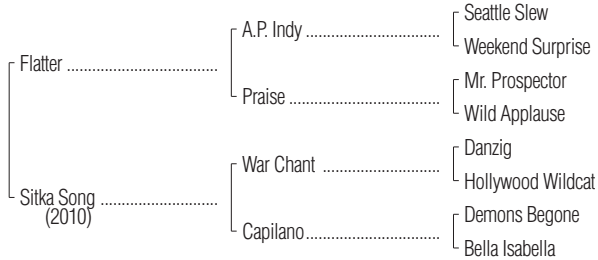 Seattle Slew
A.P. Indy ..............................
Weekend Surprise
Flatter ..................................
Mr. Prospector
Praise ..................................
Wild Applause
Danzig
War Chant ..........................
Hollywood Wildcat
Sitka Song ..........................
(2010)
Demons Begone
Capilano..............................
Bella Isabella